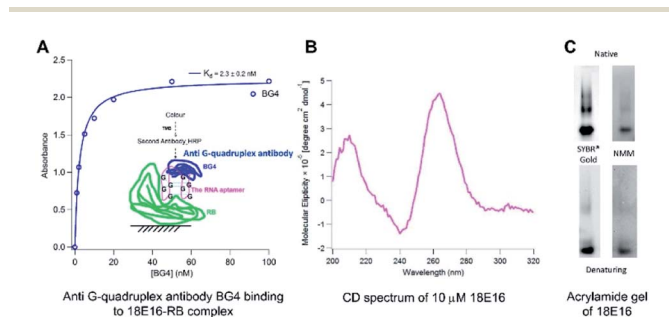 A
B
C
2.5
2.0
1.5
1.0
0.5
0.0
Absorbance
K_d = 2.3 ± 0.2 nM
BG4
Colour
TMB
Second Antibody_HRP
Anti G-quadruplex antibody
BG4
G G
G G
G G
The RNA aptamer
RB
0 20 40 60 80 100
[BG4] (nM)
Anti G-quadruplex antibody BG4 binding
to 18E16-RB complex
Molecular Elipticity × 10⁻⁵ [degree cm² dmol⁻¹]
5
4
3
2
1
0
-1
-2
200 220 240 260 280 300 320
Wavelength (nm)
CD spectrum of 10 μM 18E16
Native
SYBR® Gold
NMM
Denaturing
Acrylamide gel
of 18E16